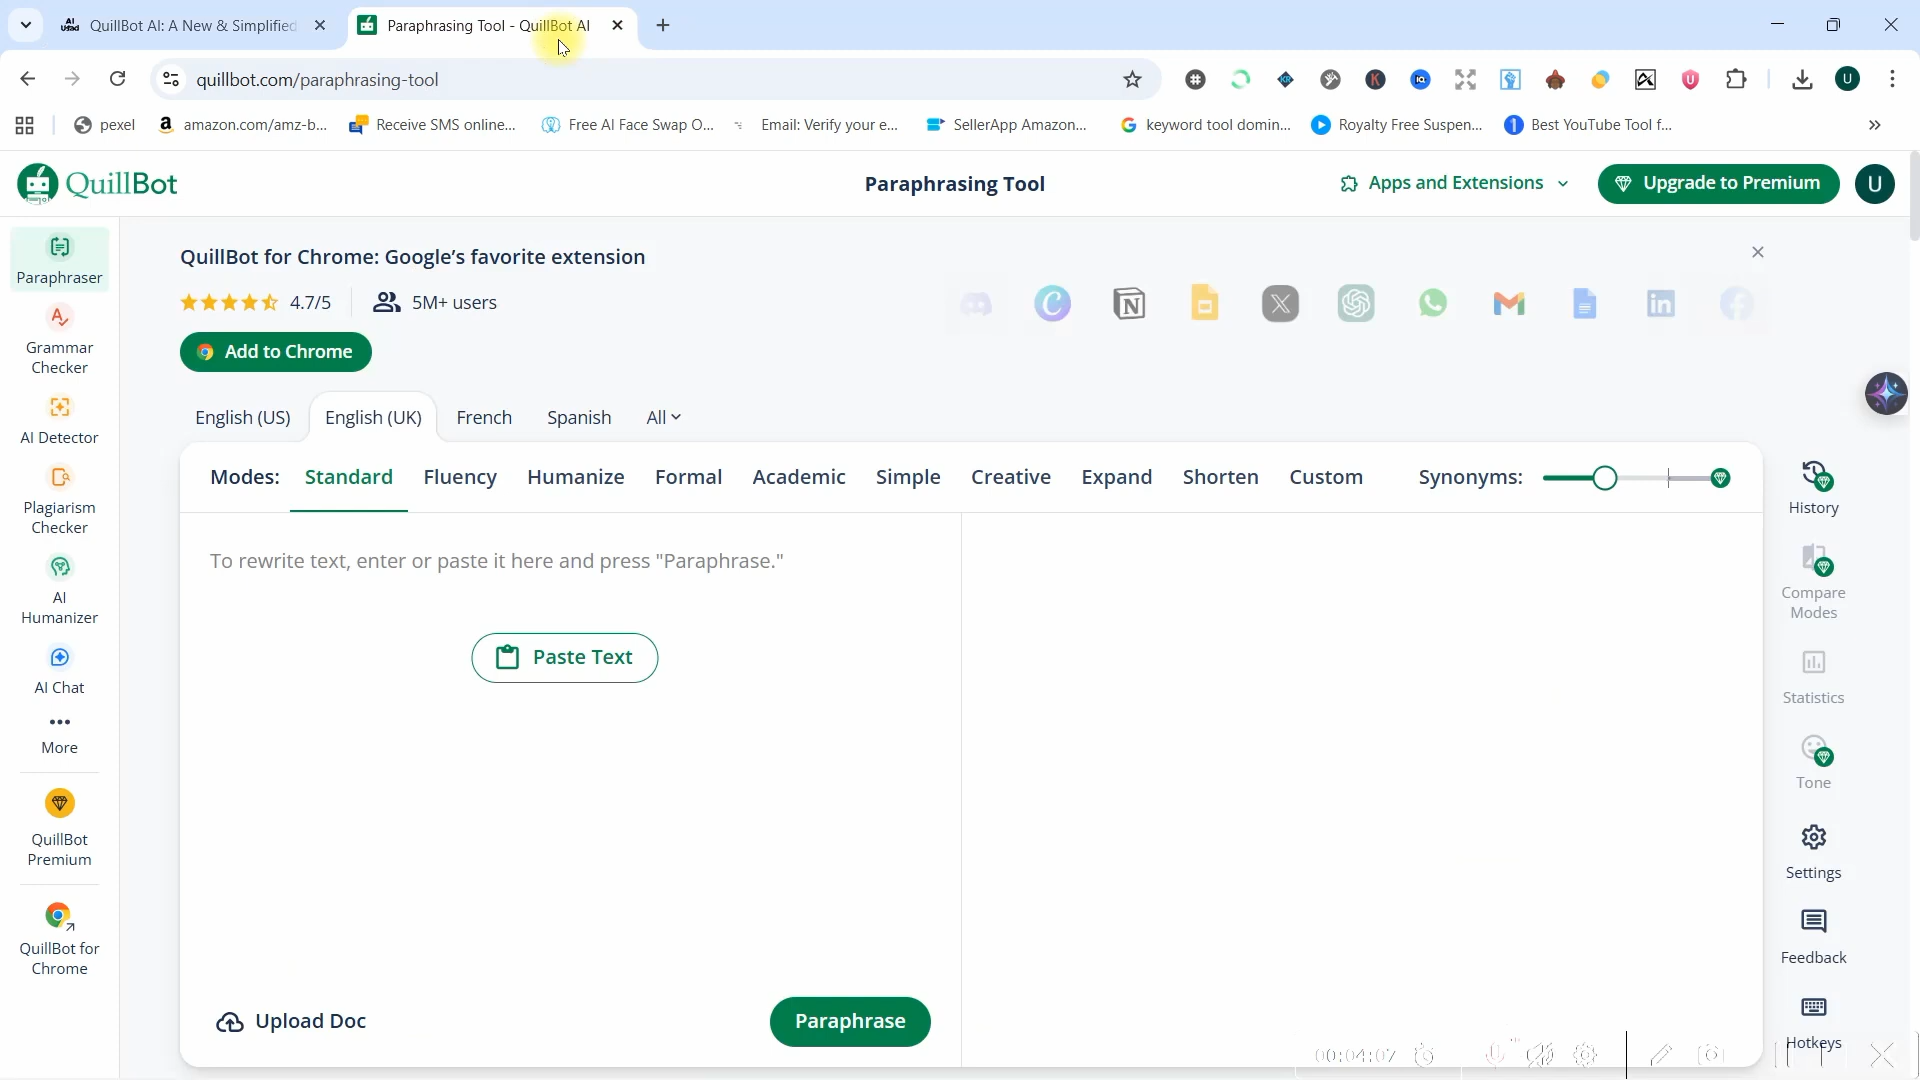 QuillBot AI: A New & Simplified
Paraphrasing Tool - QuillBot AI
quillbot.com/paraphrasing-tool
pexel
amazon.com/amz-b...
Receive SMS online...
Free AI Face Swap O...
Email: Verify your e...
SellerApp Amazon...
keyword tool domin...
Royalty Free Suspen...
Best YouTube Tool f...
QuillBot
Paraphrasing Tool
Apps and Extensions
Upgrade to Premium
U
Paraphraser
Grammar
Checker
AI Detector
Plagiarism
Checker
AI
Humanizer
AI Chat
More
QuillBot
Premium
QuillBot for
Chrome
QuillBot for Chrome: Google's favorite extension
4.7/5
5M+ users
Add to Chrome
English (US)
English (UK)
French
Spanish
All
Modes:
Standard
Fluency
Humanize
Formal
Academic
Simple
Creative
Expand
Shorten
Custom
Synonyms:
To rewrite text, enter or paste it here and press "Paraphrase."
Paste Text
Upload Doc
Paraphrase
History
Compare
Modes
Statistics
Tone
Settings
Feedback
Hotkeys
00:04:07